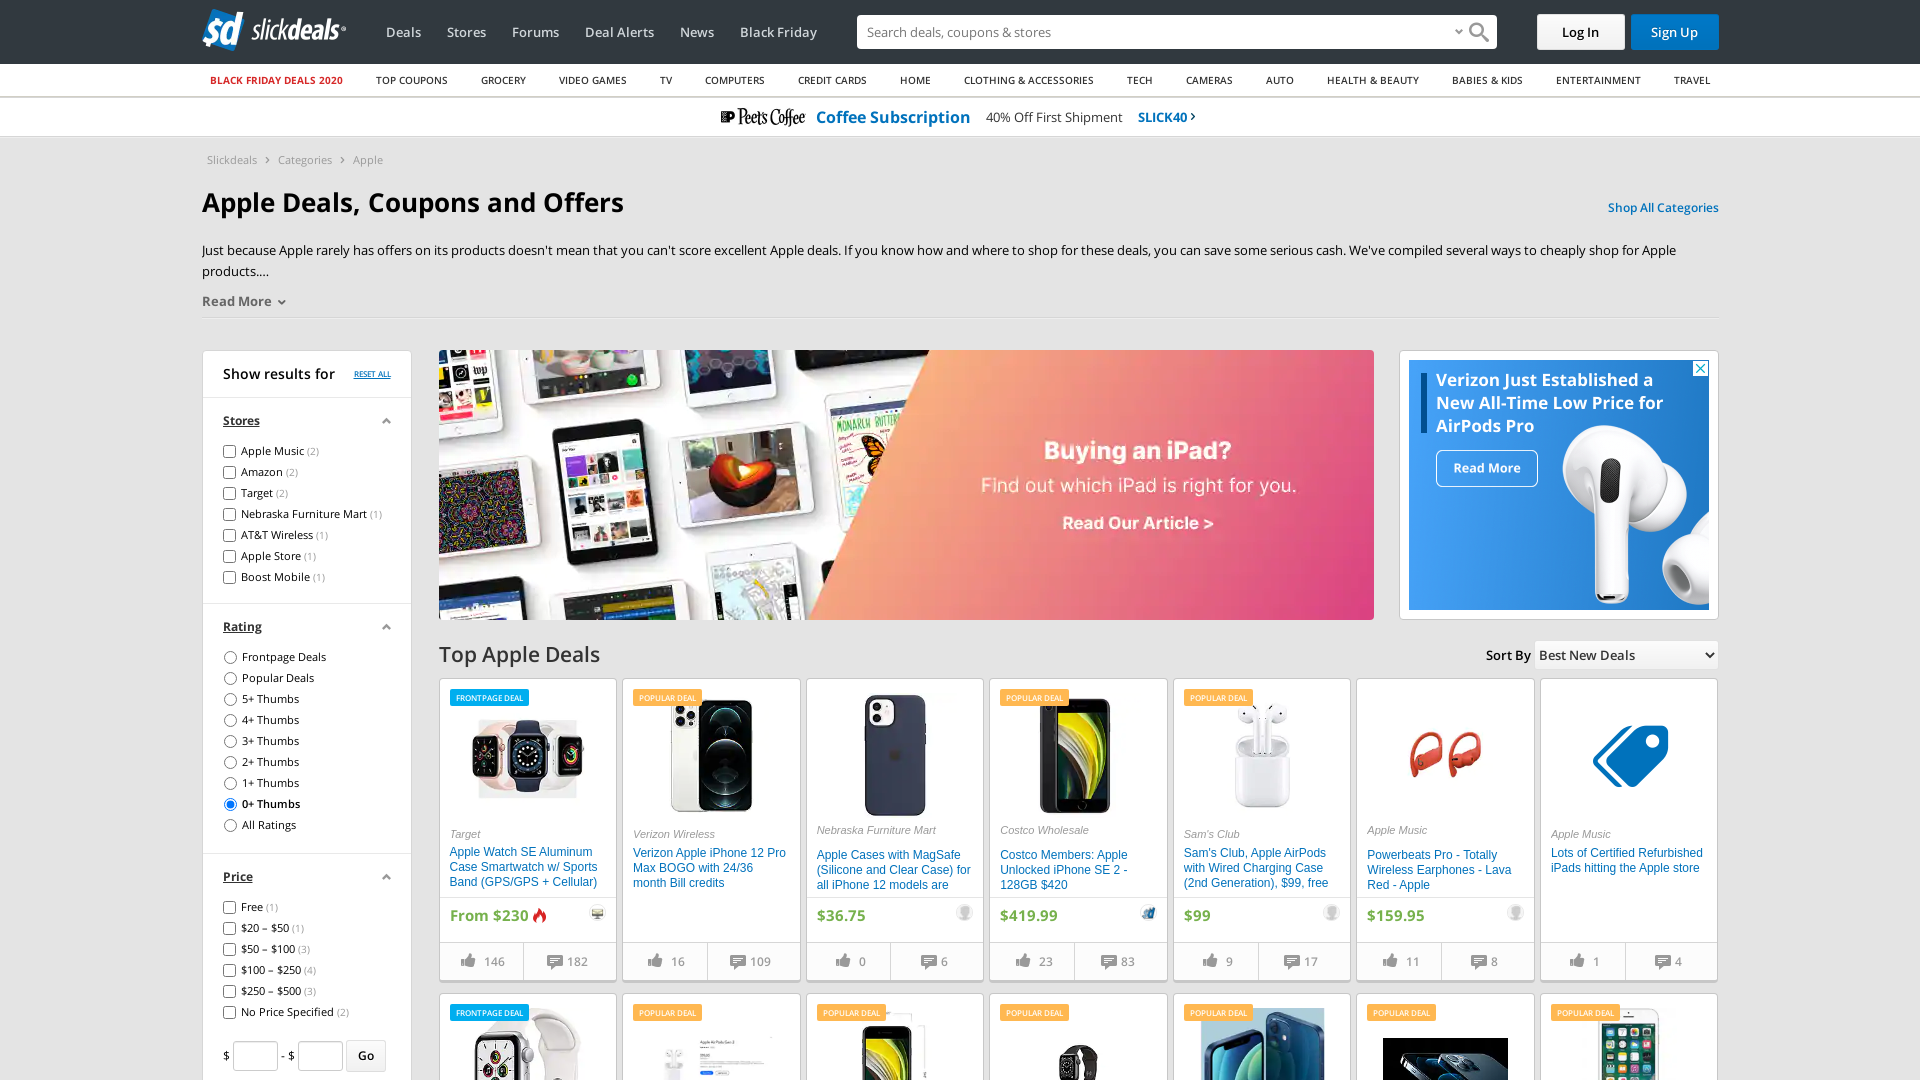 slickdeals
Deals
Stores
Forums
Deal Alerts
News
Black Friday
Search deals, coupons & stores
Log In
Sign Up
BLACK FRIDAY DEALS 2020
TOP COUPONS
GROCERY
VIDEO GAMES
TV
COMPUTERS
CREDIT CARDS
HOME
CLOTHING & ACCESSORIES
TECH
CAMERAS
AUTO
HEALTH & BEAUTY
BABIES & KIDS
ENTERTAINMENT
TRAVEL
Peet's Coffee Coffee Subscription 40% Off First Shipment SLICK40
Slickdeals > Categories > Apple
Apple Deals, Coupons and Offers
Shop All Categories
Just because Apple rarely has offers on its products doesn't mean that you can't score excellent Apple deals. If you know how and where to shop for these deals, you can save some serious cash. We've compiled several ways to cheaply shop for Apple
products....
Read More
Show results for RESET ALL
Stores
Apple Music (2)
Amazon (2)
Target (2)
Nebraska Furniture Mart (1)
AT&T Wireless (1)
Apple Store (1)
Boost Mobile (1)
Rating
Frontpage Deals
Popular Deals
5+ Thumbs
4+ Thumbs
3+ Thumbs
2+ Thumbs
1+ Thumbs
0+ Thumbs
All Ratings
Price
Free (1)
$20 – $50 (1)
$50 – $100 (3)
$100 – $250 (4)
$250 – $500 (3)
No Price Specified (2)
$ - $ Go
MONARCH BUTTERFLY
Buying an iPad?
Find out which iPad is right for you.
Read Our Article >
Verizon Just Established a
New All-Time Low Price for
AirPods Pro
Read More
Top Apple Deals
Sort By Best New Deals
FRONTPAGE DEAL
Target
Apple Watch SE Aluminum
Case Smartwatch w/ Sports
Band (GPS/GPS + Cellular)
From $230
146
182
POPULAR DEAL
Verizon Wireless
Verizon Apple iPhone 12 Pro
Max BOGO with 24/36
month Bill credits
16
109
Nebraska Furniture Mart
Apple Cases with MagSafe
(Silicone and Clear Case) for
all iPhone 12 models are
$36.75
0
6
POPULAR DEAL
Costco Wholesale
Costco Members: Apple
Unlocked iPhone SE 2 -
128GB $420
$419.99
23
83
POPULAR DEAL
Sam's Club
Sam's Club, Apple AirPods
with Wired Charging Case
(2nd Generation), $99, free
$99
9
17
Apple Music
Powerbeats Pro - Totally
Wireless Earphones - Lava
Red - Apple
$159.95
11
8
Apple Music
Lots of Certified Refurbished
iPads hitting the Apple store
1
4
FRONTPAGE DEAL
POPULAR DEAL
POPULAR DEAL
POPULAR DEAL
POPULAR DEAL
POPULAR DEAL
POPULAR DEAL